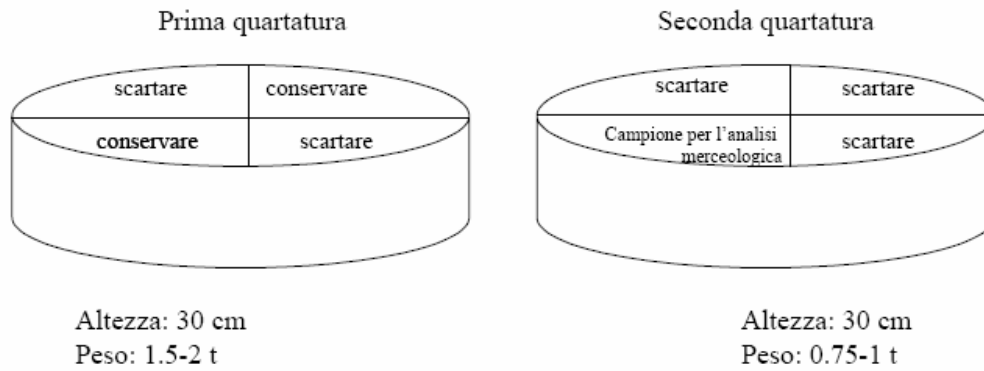 Prima quartatura
scartare
conservare
conservare
scartare
Altezza: 30 cm
Peso: 1.5-2 t
Seconda quartatura
scartare
scartare
Campione per l'analisi
merceologica
scartare
Altezza: 30 cm
Peso: 0.75-1 t